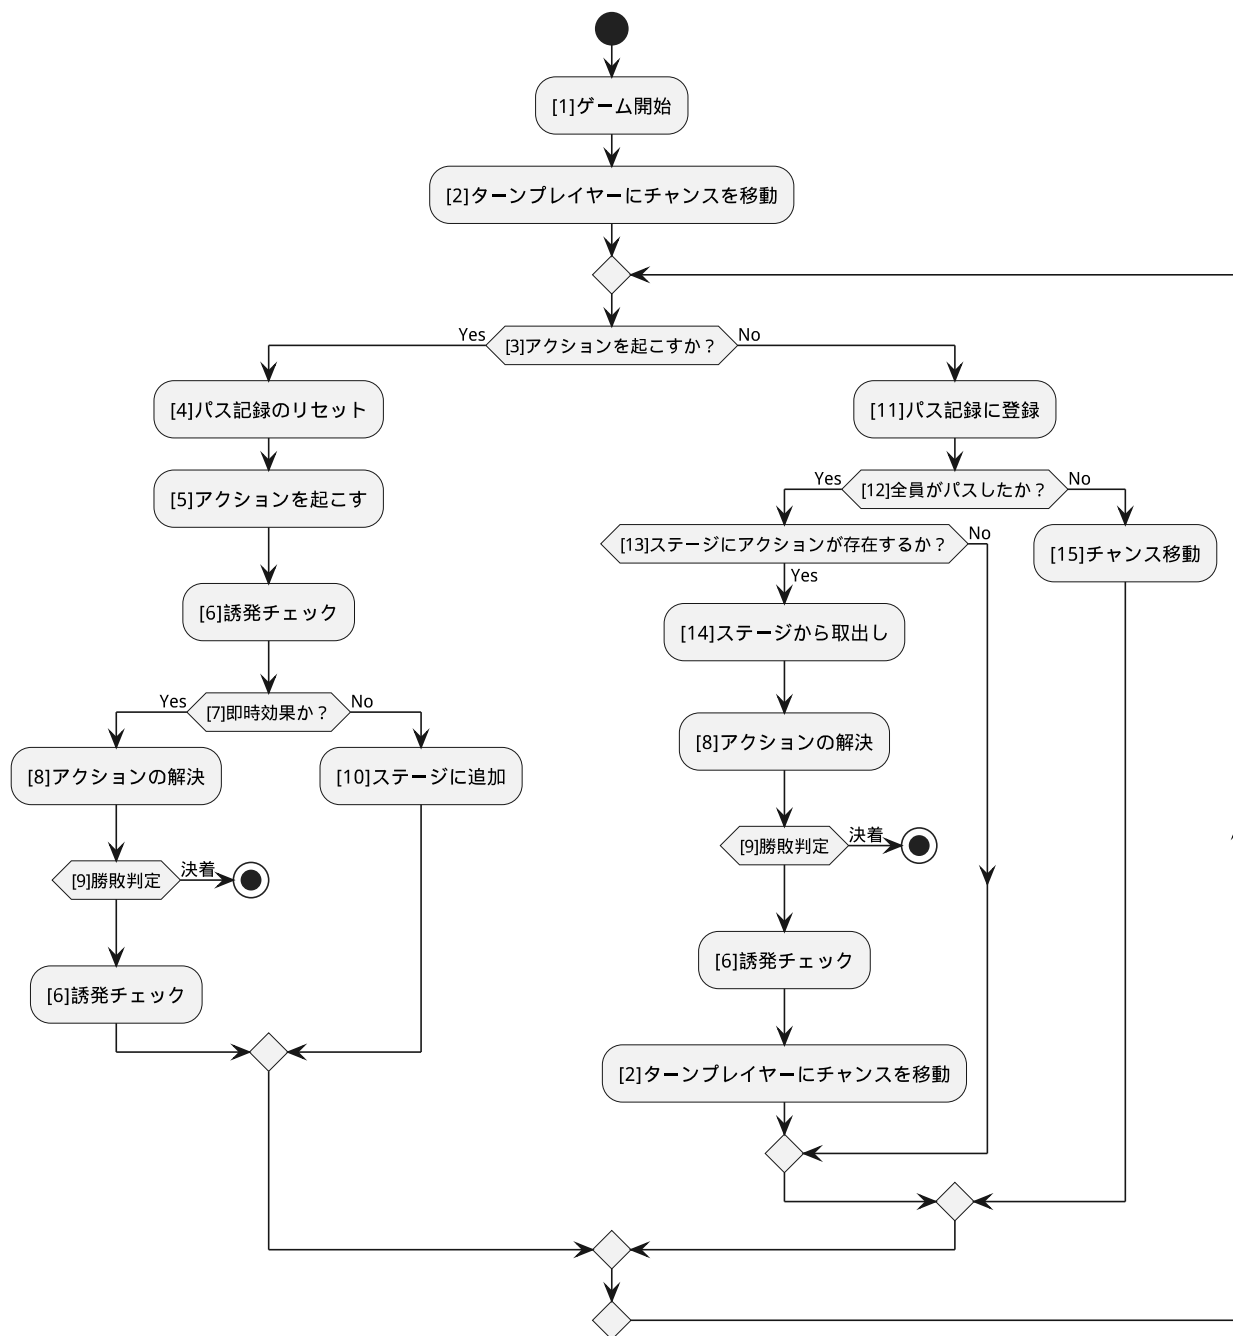 [1]ゲーム開始
[2]ターンプレイヤーにチャンスを移動
[3]アクションを起こすか？
Yes
No
[4]パス記録のリセット
[5]アクションを起こす
[6]誘発チェック
[7]即時効果か？
Yes
No
[8]アクションの解決
[9]勝敗判定
決着
[6]誘発チェック
[10]ステージに追加
[11]パス記録に登録
[12]全員がパスしたか？
Yes
No
[13]ステージにアクションが存在するか？
No
Yes
[14]ステージから取出し
[8]アクションの解決
[9]勝敗判定
決着
[6]誘発チェック
[2]ターンプレイヤーにチャンスを移動
[15]チャンス移動